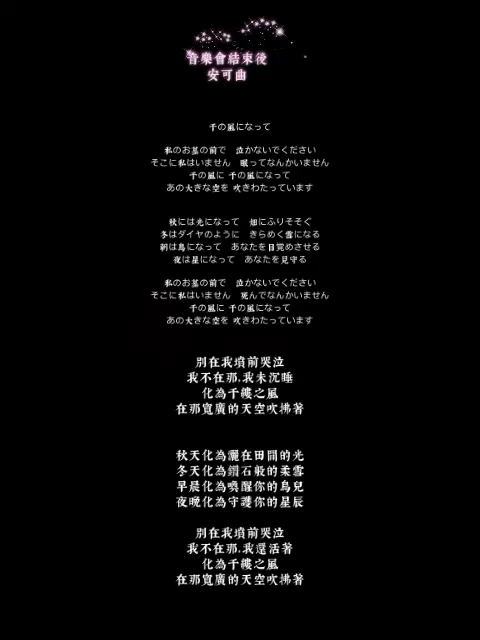 音樂會結束後
安可曲
千の風になって
私のお墓の前で 泣かないでください
そこに私はいません 眠ってなんかいません
千の風に 千の風になって
あの大きな空を 吹きわたっています
秋には光になって 畑にふりそそぐ
冬はダイヤのように きらめく雪になる
朝は鳥になって あなたを目覚めさせる
夜は星になって あなたを見守る
私のお墓の前で 泣かないでください
そこに私はいません 死んでなんかいません
千の風に 千の風になって
あの大きな空を 吹きわたっています
別在我墳前哭泣
我不在那,我未沉睡
化為千縷之風
在那寬廣的天空吹拂著
秋天化為灑在田間的光
冬天化為鑽石般的柔雪
早晨化為喚醒你的鳥兒
夜晚化為守護你的星辰
別在我墳前哭泣
我不在那,我還活著
化為千縷之風
在那寬廣的天空吹拂著